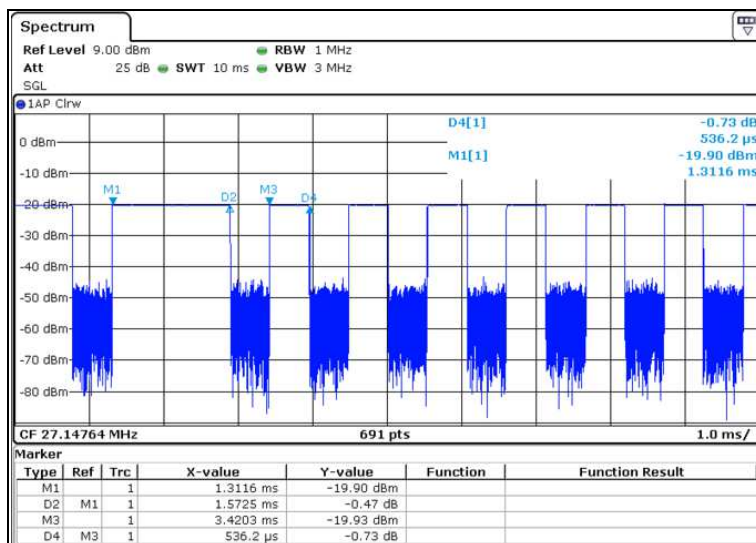 Spectrum
Ref Level 9.00 dBm RBW 1 MHz
Att 25 dB SWT 10 ms VBW 3 MHz
SGL
1AP Clrw
D4[1] -0.73 dB
536.2 µs
M1[1] -19.90 dBm
1.3116 ms
0 dBm
-10 dBm
M1 D2 M3 D4
-20 dBm
-30 dBm
-40 dBm
-50 dBm
-60 dBm
-70 dBm
-80 dBm
CF 27.14764 MHz 691 pts 1.0 ms/
Marker
Type Ref Trc X-value Y-value Function Function Result
M1 1 1.3116 ms -19.90 dBm
D2 M1 1 1.5725 ms -0.47 dB
M3 1 3.4203 ms -19.93 dBm
D4 M3 1 536.2 µs -0.73 dB